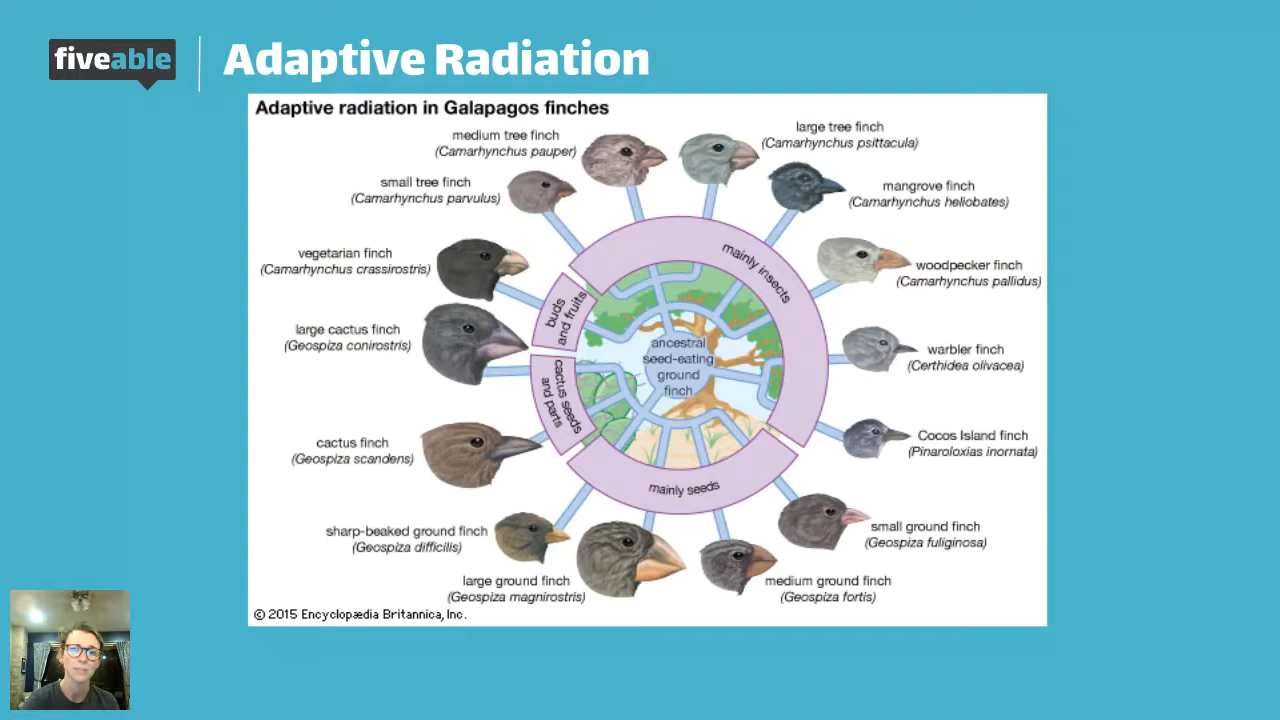 fiveable
Adaptive Radiation
Adaptive radiation in Galapagos finches
medium tree finch
(Camarhynchus pauper)
large tree finch
(Camarhynchus psittacula)
small tree finch
(Camarhynchus parvulus)
mangrove finch
(Camarhynchus heliobates)
vegetarian finch
(Camarhynchus crassirostris)
woodpecker finch
(Camarhynchus pallidus)
large cactus finch
(Geospiza conirostris)
warbler finch
(Certhidea olivacea)
cactus finch
(Geospiza scandens)
Cocos Island finch
(Pinaroloxias inornata)
sharp-beaked ground finch
(Geospiza difficilis)
small ground finch
(Geospiza fuliginosa)
large ground finch
(Geospiza magnirostris)
medium ground finch
(Geospiza fortis)
mainly insects
buds
and fruits
cactus seeds
and parts
mainly seeds
ancestral
seed-eating
ground
finch
© 2015 Encyclopædia Britannica, Inc.